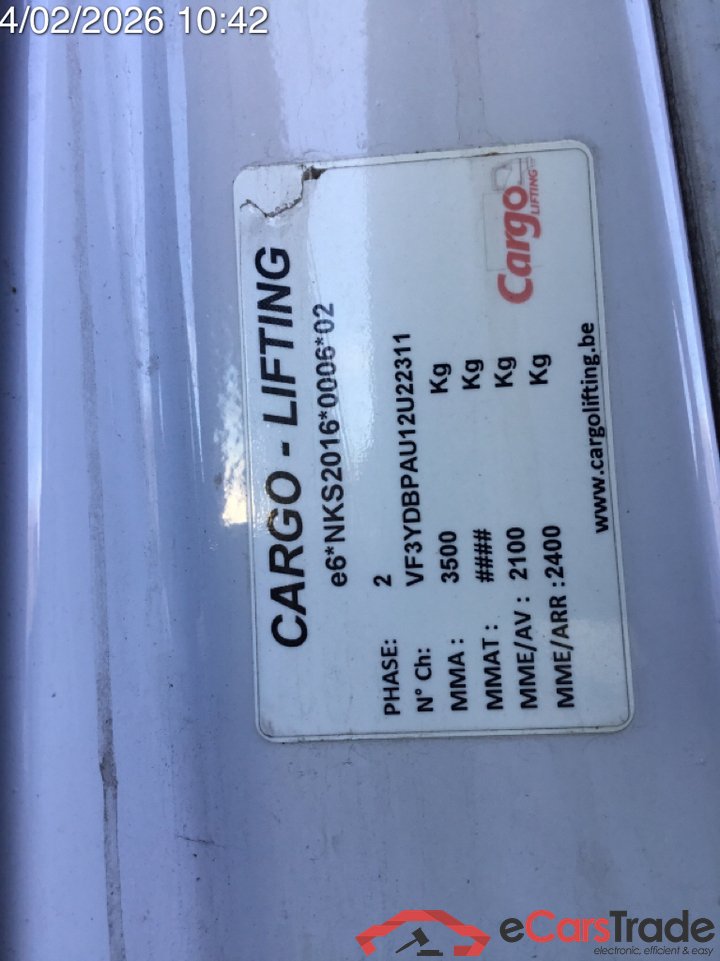 4/02/2026 10:42
CARGO - LIFTING
e6*NKS2016*0006*02
PHASE: 2
N° Ch: VF3YDBPAU12U22311
MMA : 3500 Kg
MMAT : #### Kg
MME/AV : 2100 Kg
MME/ARR : 2400 Kg
www.cargolifting.be
Cargo
LIFTING
eCarsTrade
electronic, efficient & easy